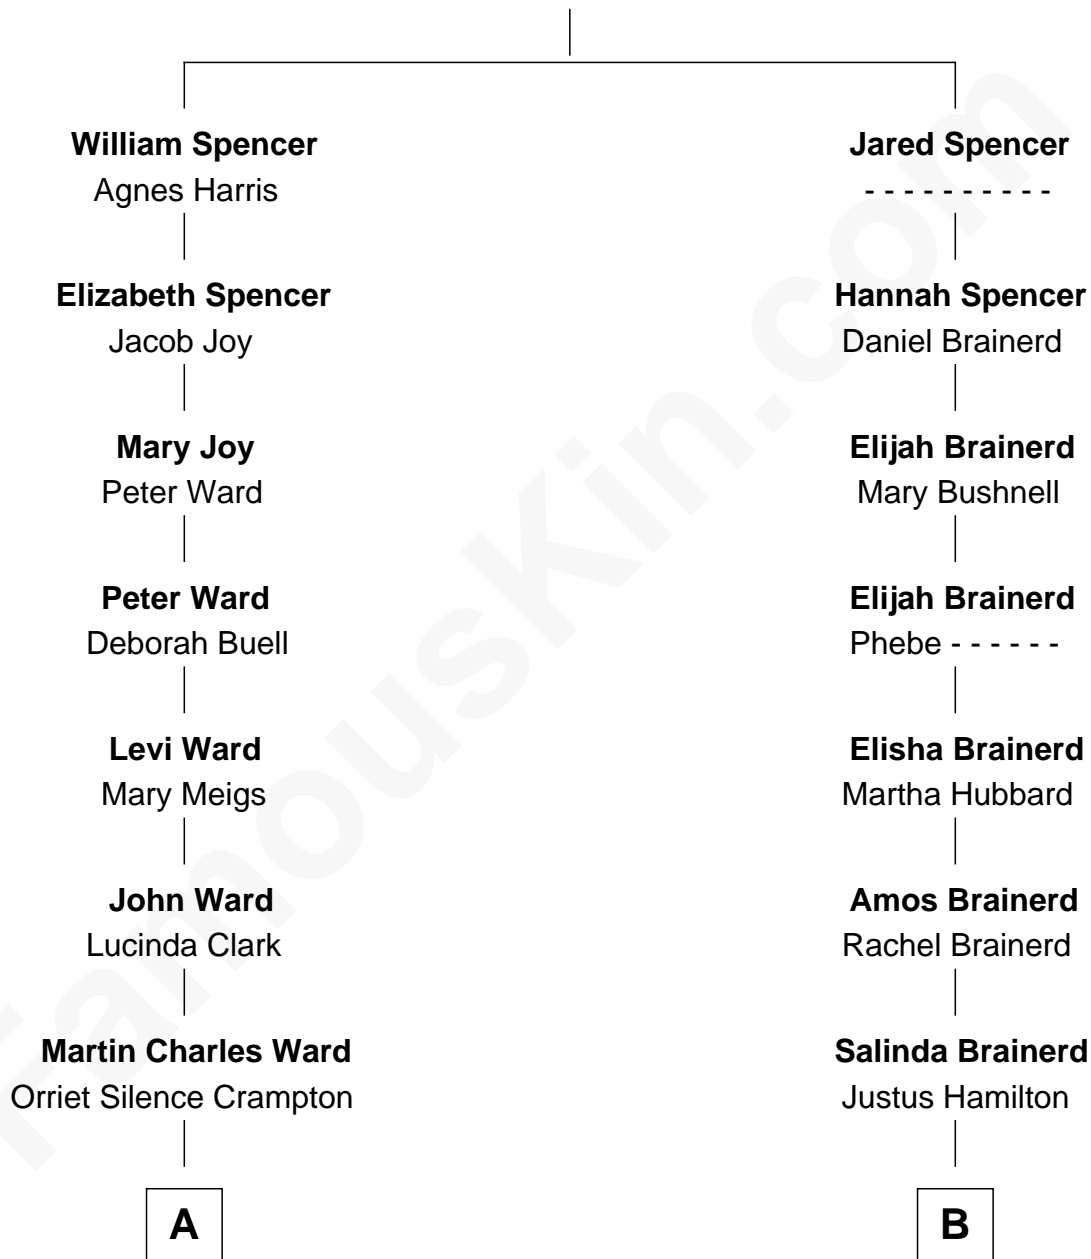 William Spencer
Agnes Harris
Elizabeth Spencer
Jacob Joy
Mary Joy
Peter Ward
Peter Ward
Deborah Buell
Levi Ward
Mary Meigs
John Ward
Lucinda Clark
Martin Charles Ward
Orriet Silence Crampton
A
Jared Spencer
- - - - - - - - - -
Hannah Spencer
Daniel Brainerd
Elijah Brainerd
Mary Bushnell
Elijah Brainerd
Phebe - - - - - -
Elisha Brainerd
Martha Hubbard
Amos Brainerd
Rachel Brainerd
Salinda Brainerd
Justus Hamilton
B
FamousKin.com